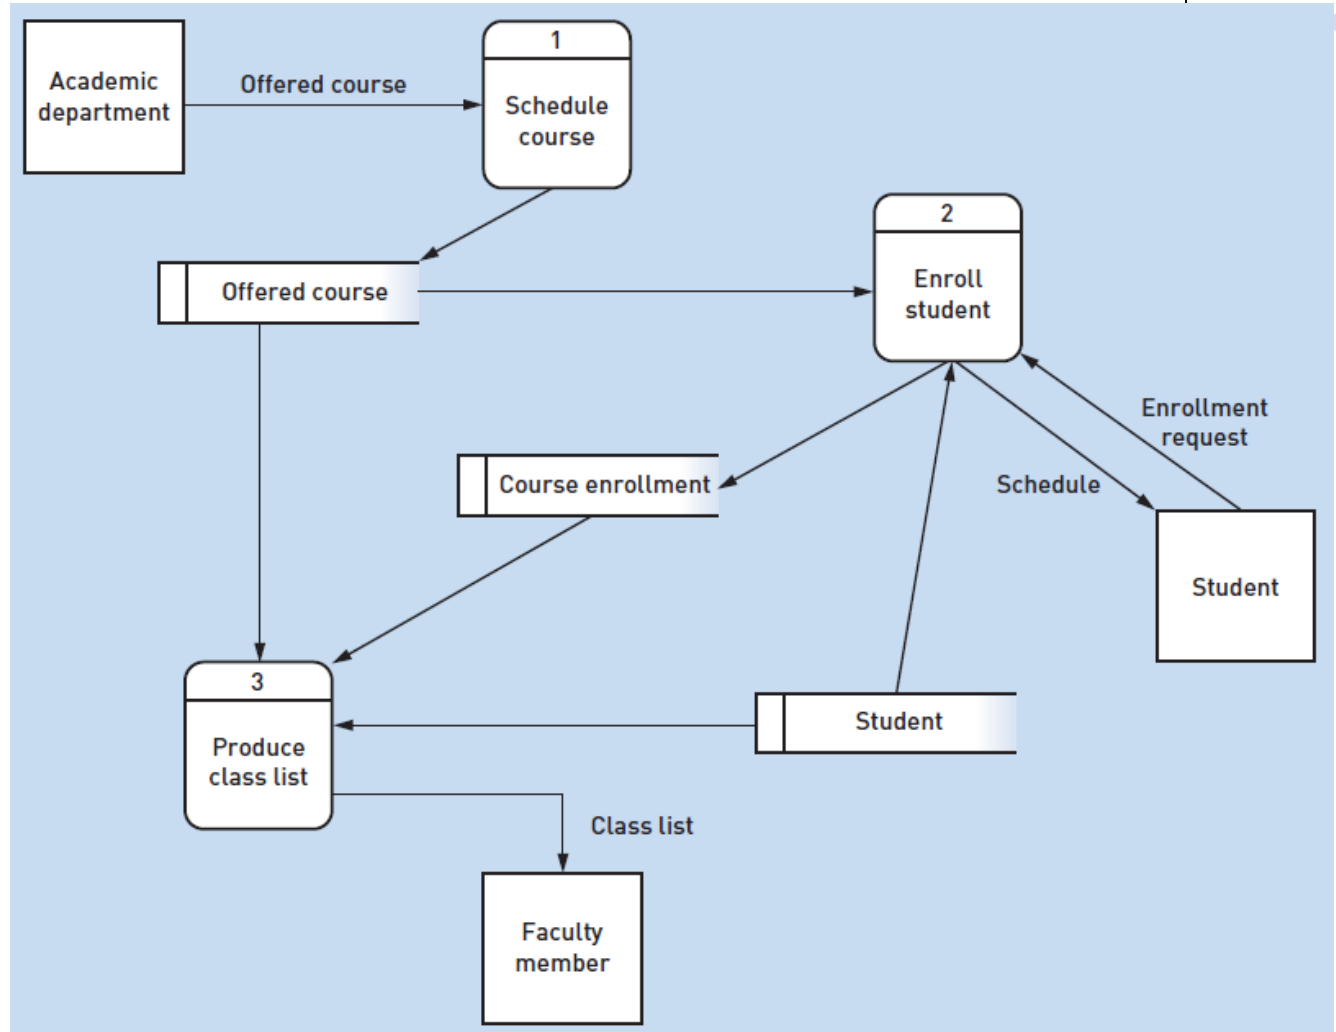 Academic
department
Offered course
1
Schedule
course
2
Enroll
student
Offered course
Enrollment
request
Schedule
Course enrollment
Student
3
Produce
class list
Student
Class list
Faculty
member